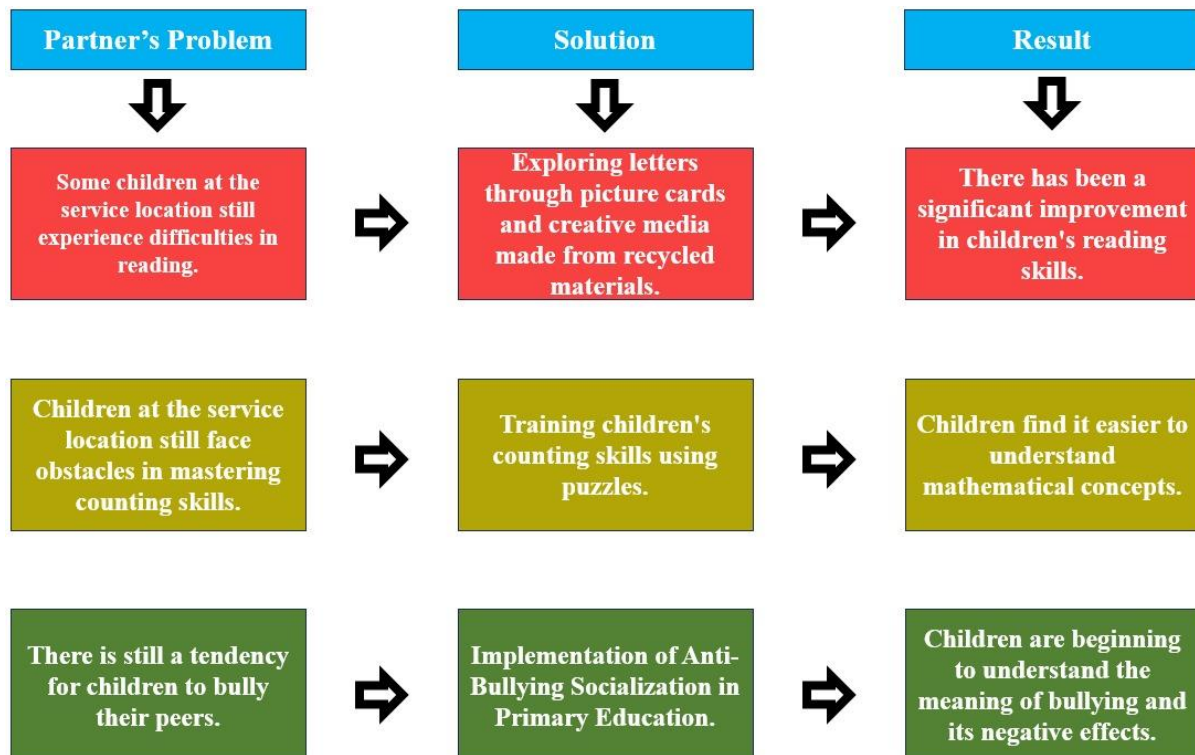 Partner's Problem
Solution
Result
Some children at the
service location still
experience difficulties in
reading.
Exploring letters
through picture cards
and creative media
made from recycled
materials.
There has been a
significant improvement
in children's reading
skills.
Children at the service
location still face
obstacles in mastering
counting skills.
Training children's
counting skills using
puzzles.
Children find it easier to
understand
mathematical concepts.
There is still a tendency
for children to bully
their peers.
Implementation of Anti-
Bullying Socialization in
Primary Education.
Children are beginning
to understand the
meaning of bullying and
its negative effects.